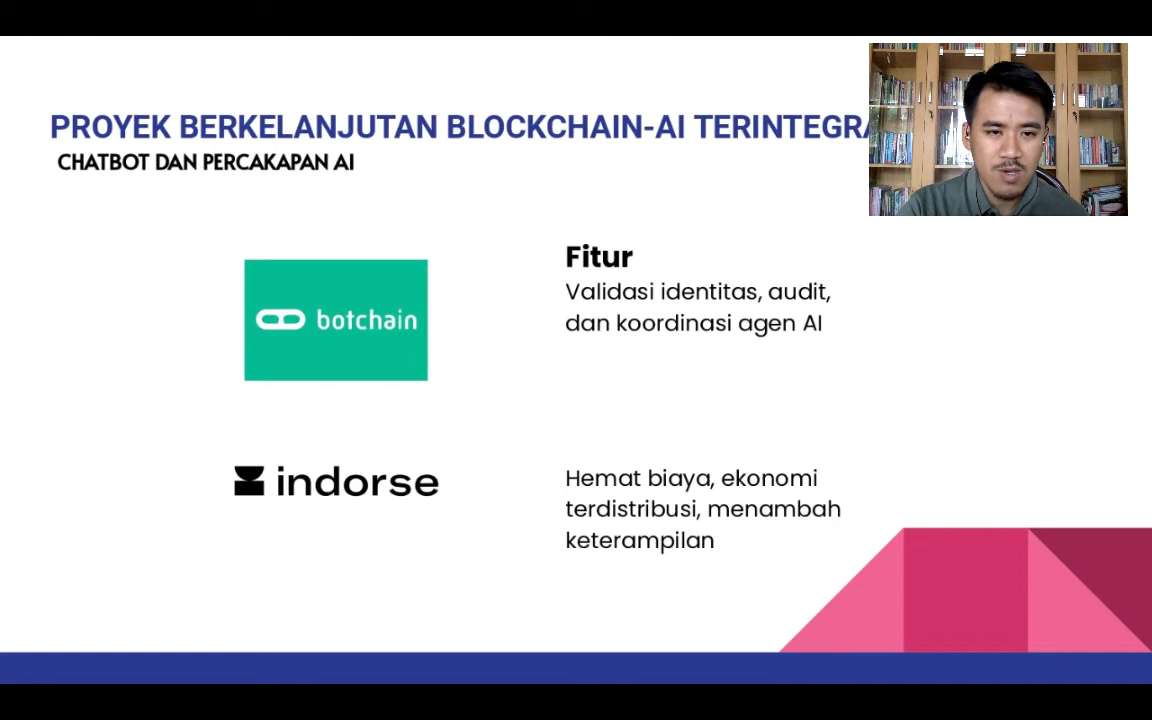 PROYEK BERKELANJUTAN BLOCKCHAIN-AI
CHATBOT DAN PERCAKAPAN AI
botchain
Fitur
Validasi identitas, audit,
dan koordinasi agen AI
indorse
Hemat biaya, ekonomi
terdistribusi, menambah
keterampilan